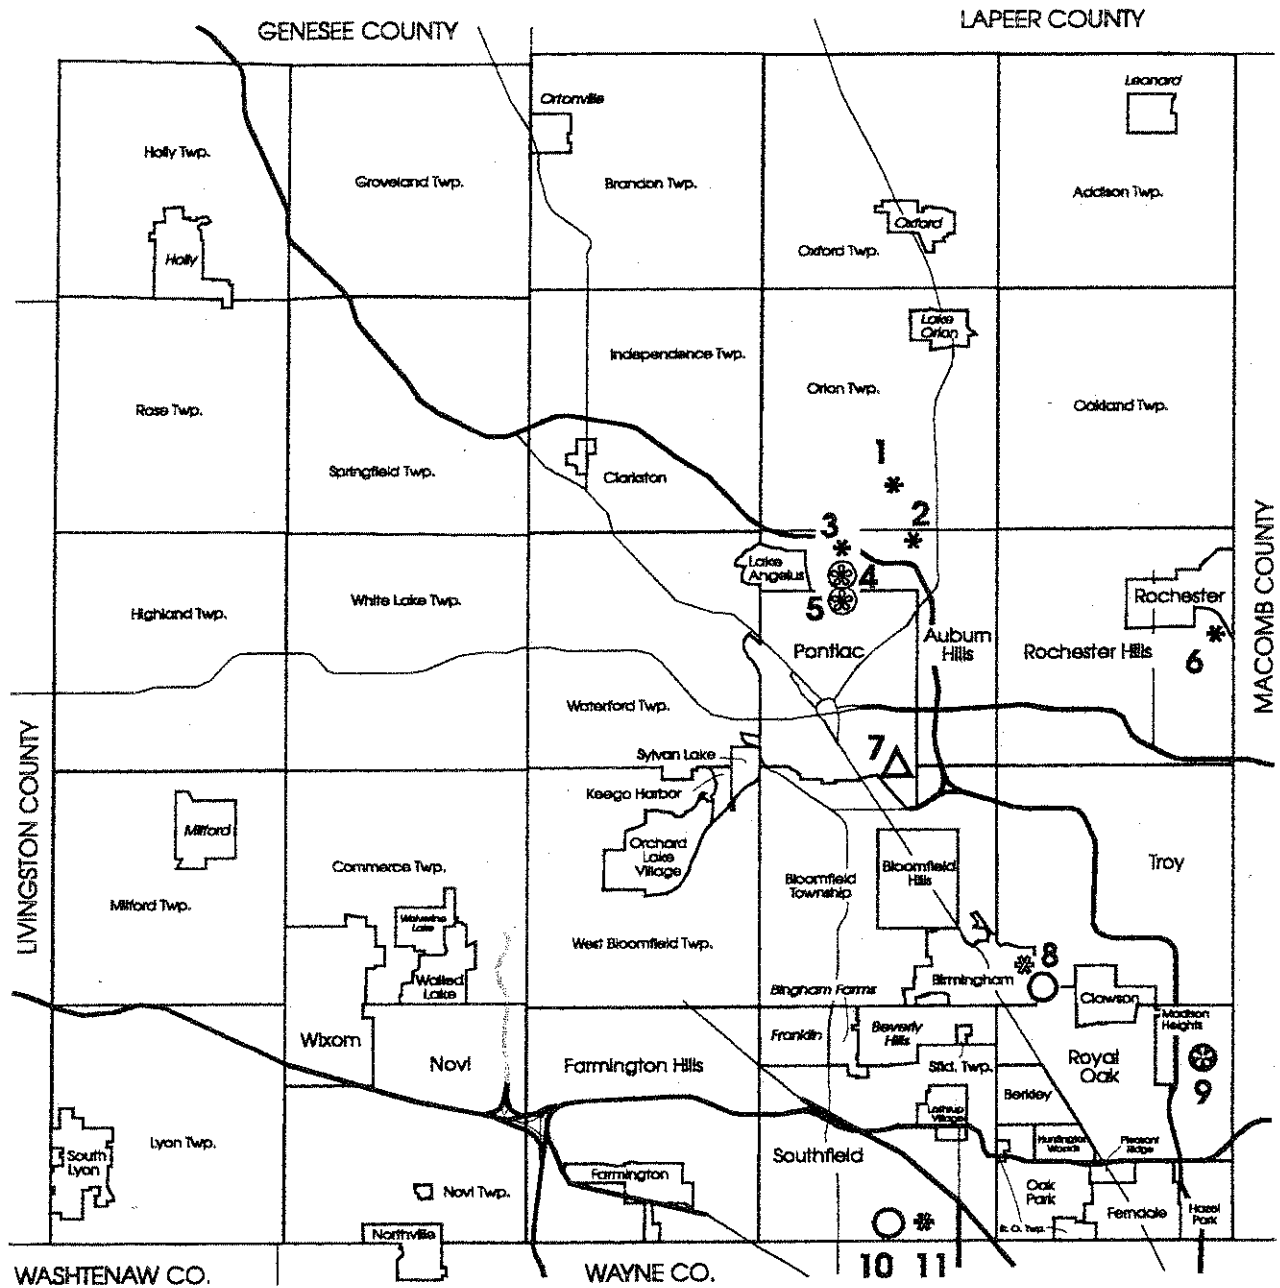 GENESEE COUNTY
LAPEER COUNTY
Ortonville
Leonard
Holly Twp.
Groveland Twp.
Brandon Twp.
Addison Twp.
Oxford
Oxford Twp.
Holly
Lake
Orion
Independence Twp.
Orion Twp.
Rose Twp.
Oakland Twp.
Springfield Twp.
Clarkston
1
2
3
MACOMB COUNTY
Lake
Angelus
4
5
Highland Twp.
White Lake Twp.
Rochester
Pontiac
Auburn
Hills
Rochester Hills
6
Waterford Twp.
7
Sylvan Lake
Keego Harbor
LIVINGSTON COUNTY
Milford
Orchard
Lake
Village
Commerce Twp.
Bloomfield
Township
Bloomfield
Hills
Troy
Milford Twp.
Wolverine
Lake
West Bloomfield Twp.
8
Walled
Lake
Birmingham
Bingham Farms
Clawson
Wixom
Novi
Farmington Hills
Franklin
Beverly
Hills
Madison
Heights
Royal
Oak
Sfld. Twp.
9
Berkley
Lathrup
Village
Lyon Twp.
South
Lyon
Southfield
Huntington
Woods
Pleasant
Ridge
Novi Twp.
Farmington
Oak
Park
R. O. Twp.
Ferndale
Hazel
Park
Northville
10
11
WASHTENAW CO.
WAYNE CO.